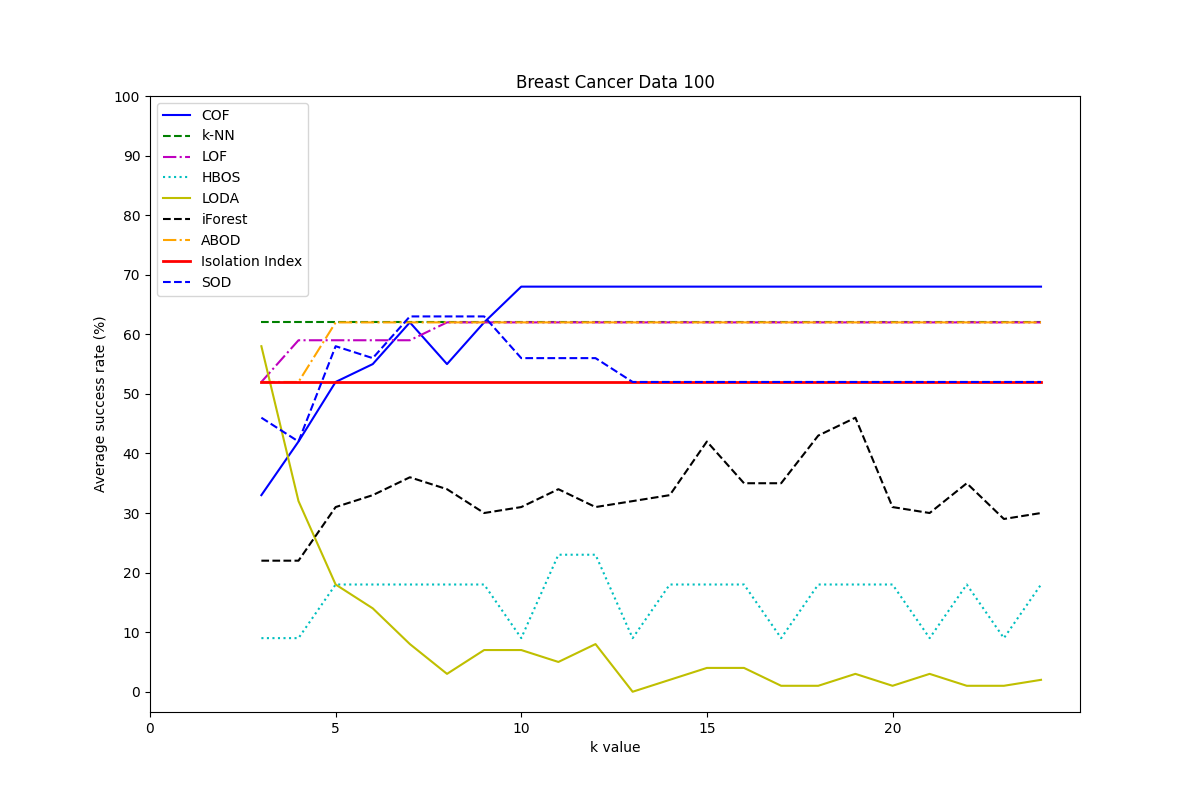 Breast Cancer Data 100
100
90
80
70
60
50
40
30
20
10
0
Average success rate (%)
COF
k-NN
LOF
HBOS
LODA
iForest
ABOD
Isolation Index
SOD
0 5 10 15 20
k value